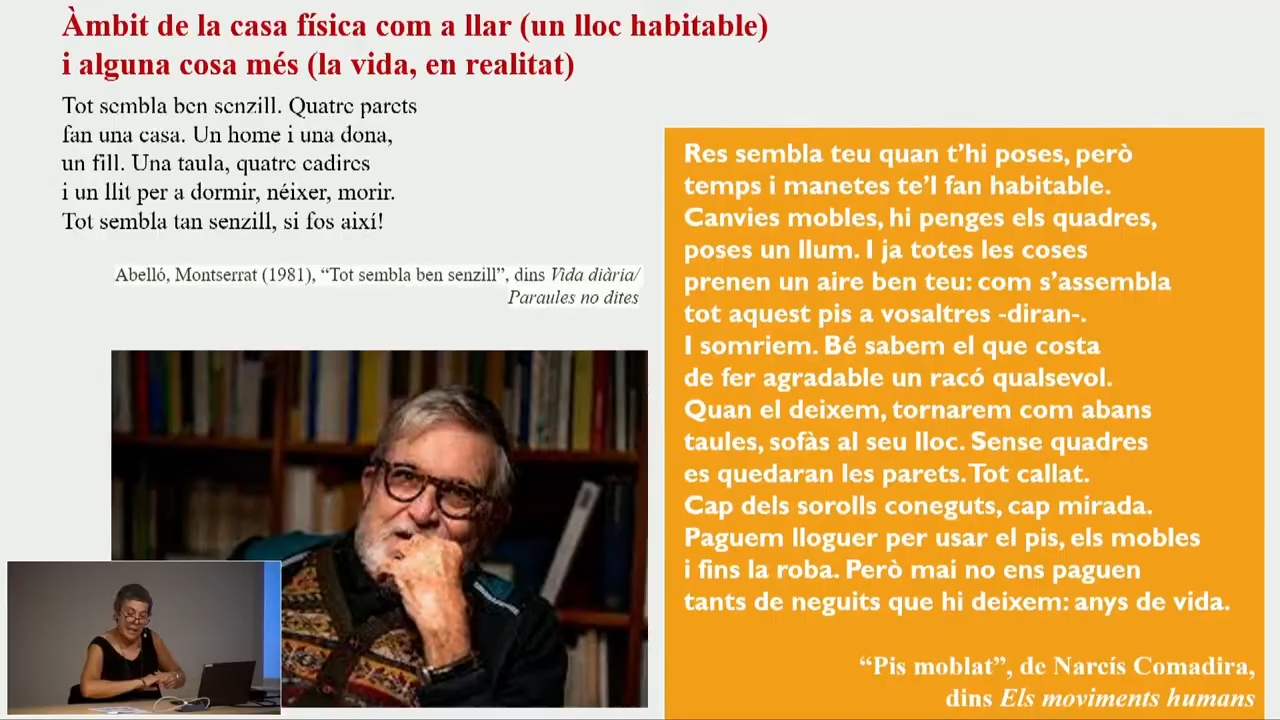 Àmbit de la casa física com a llar (un lloc habitable)
i alguna cosa més (la vida, en realitat)
Tot sembla ben senzill. Quatre parets
fan una casa. Un home i una dona,
un fill. Una taula, quatre cadires
i un llit per a dormir, néixer, morir.
Tot sembla tan senzill, si fos així!
Abelló, Montserrat (1981), “Tot sembla ben senzill”, dins Vida diària/
Paraules no dites
Res sembla teu quan t’hi poses, però
temps i manetes te’l fan habitable.
Canvies mobles, hi penges els quadres,
poses un llum. I ja totes les coses
prenen un aire ben teu: com s’assembla
tot aquest pis a vosaltres -diran-.
I somriem. Bé sabem el que costa
de fer agradable un racó qualsevol.
Quan el deixem, tornarem com abans
taules, sofàs al seu lloc. Sense quadres
es quedaran les parets. Tot callat.
Cap dels sorolls coneguts, cap mirada.
Paguem lloguer per usar el pis, els mobles
i fins la roba. Però mai no ens paguen
tants de neguits que hi deixem: anys de vida.
“Pis moblat”, de Narcís Comadira,
dins Els moviments humans